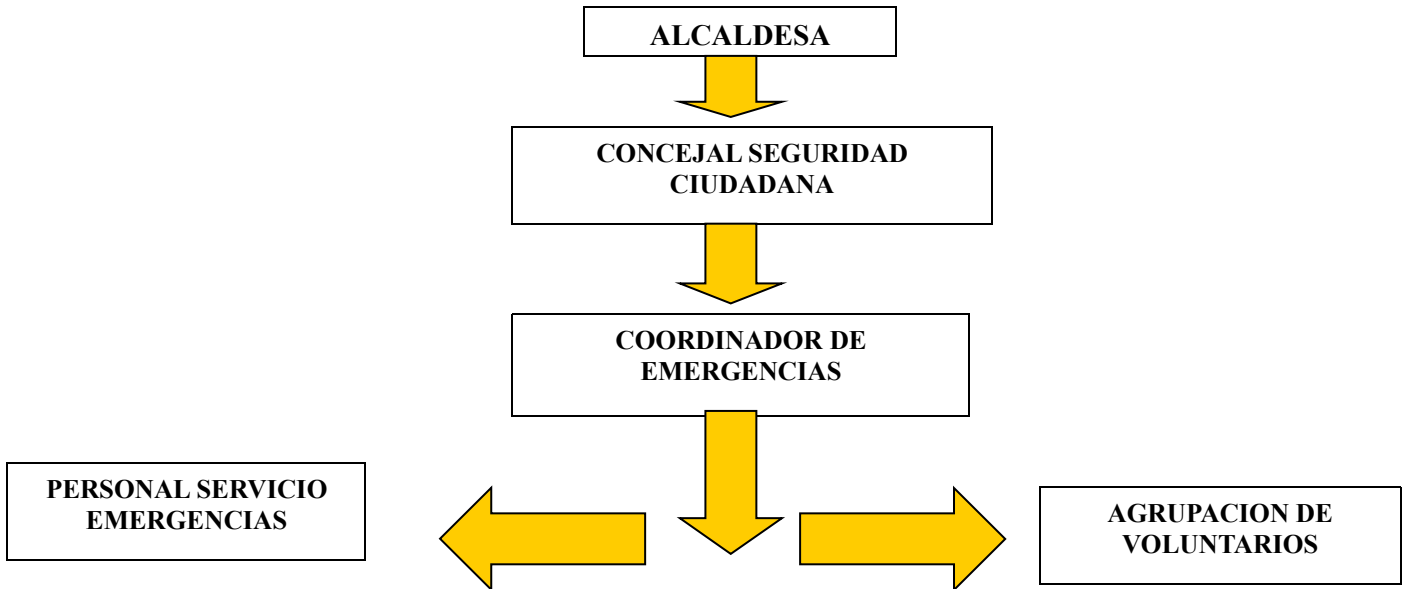 ALCALDESA
CONCEJAL SEGURIDAD
CIUDADANA
COORDINADOR DE
EMERGENCIAS
PERSONAL SERVICIO
EMERGENCIAS
AGRUPACION DE
VOLUNTARIOS